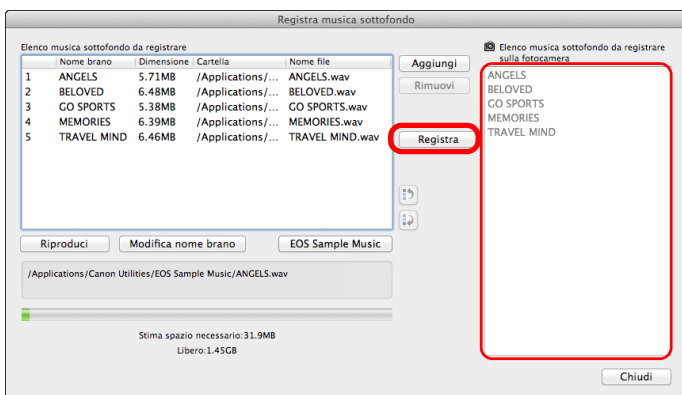 Registra musica sottofondo
Elenco musica sottofondo da registrare
Nome brano Dimensione Cartella Nome file
1 ANGELS 5.71MB /Applications/... ANGELS.wav
2 BELOVED 6.48MB /Applications/... BELOVED.wav
3 GO SPORTS 5.38MB /Applications/... GO SPORTS.wav
4 MEMORIES 6.39MB /Applications/... MEMORIES.wav
5 TRAVEL MIND 6.46MB /Applications/... TRAVEL MIND.wav
Riproduci Modifica nome brano EOS Sample Music
/Applications/Canon Utilities/EOS Sample Music/ANGELS.wav
Stima spazio necessario:31.9MB
Libero:1.45GB
Aggiungi
Rimuovi
Registra
Elenco musica sottofondo da registrare
sulla fotocamera
ANGELS
BELOVED
GO SPORTS
MEMORIES
TRAVEL MIND
Chiudi